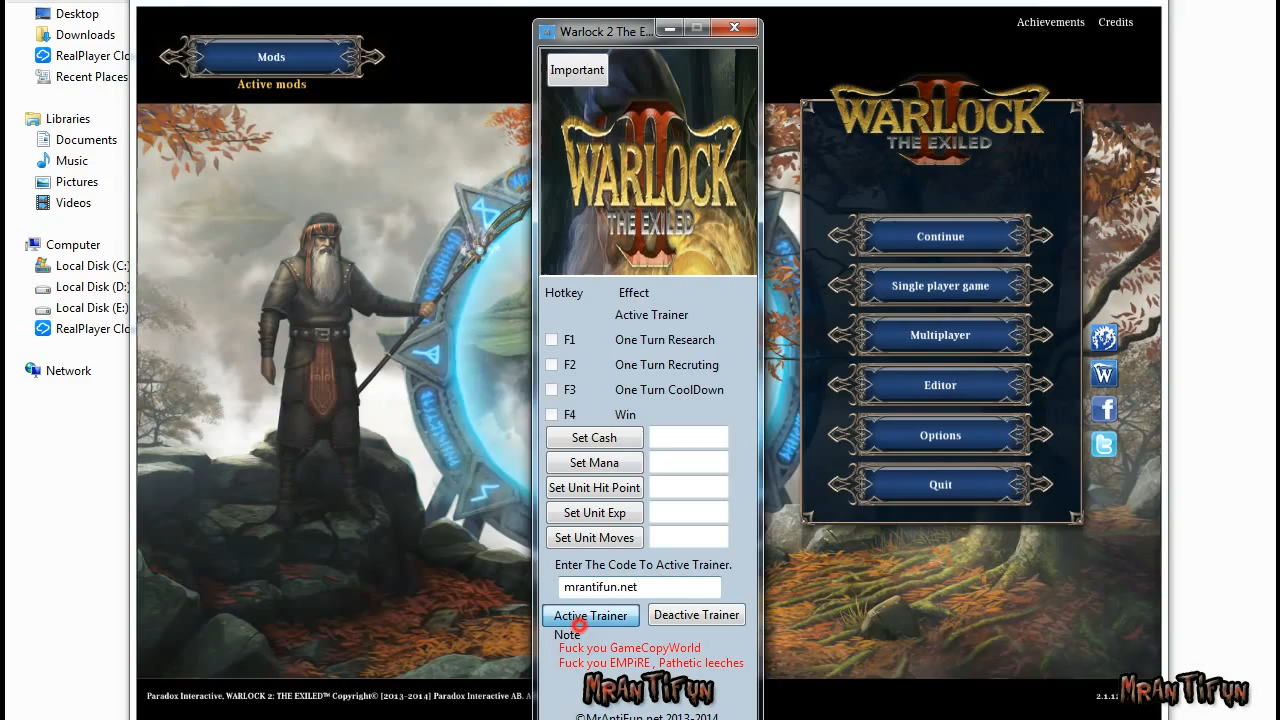 Desktop
Downloads
RealPlayer Clo
Recent Places
Libraries
Documents
Music
Pictures
Videos
Computer
Local Disk (C:
Local Disk (D:
Local Disk (E:)
RealPlayer Clo
Network
Mods
Active mods
Warlock 2 The E...
Important
WARLOCK
II
THE EXILED
Hotkey Effect
Active Trainer
F1 One Turn Research
F2 One Turn Recruting
F3 One Turn CoolDown
F4 Win
Set Cash
Set Mana
Set Unit Hit Point
Set Unit Exp
Set Unit Moves
Enter The Code To Active Trainer.
mrantifun.net
Active Trainer Deactive Trainer
Note
Fuck you GameCopyWorld
Fuck you EMPiRE , Pathetic leeches
MRANTIFUN
©MrAntiFun.net 2013-2014
Achievements Credits
WARLOCK
II
THE EXILED
Continue
Single player game
Multiplayer
Editor
Options
Quit
W
f
t
Paradox Interactive, WARLOCK 2: THE EXILED™ Copyright© [2013-2014] Paradox Interactive AB. A
MRANTIFUN